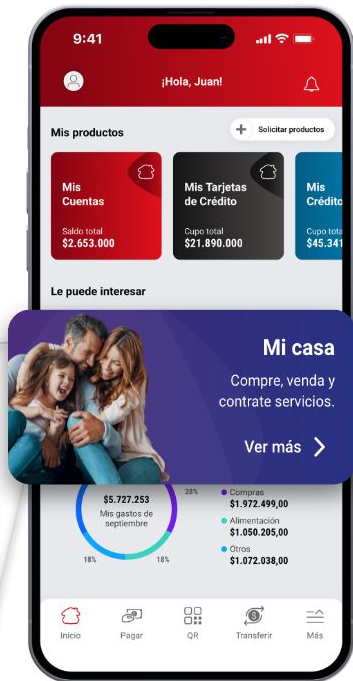 9:41
¡Hola, Juan!
Mis productos
Solicitar productos
Mis
Cuentas
Saldo total
$2.653.000
Mis Tarjetas
de Crédito
Cupo total
$21.890.000
Mis
Crédito
Cupo tota
$45.341
Le puede interesar
Mi casa
Compre, venda y
contrate servicios.
Ver más
$5.727.253
Mis gastos de
septiembre
28%
18%
18%
Compras
$1.972.499,00
Alimentación
$1.050.205,00
Otros
$1.072.038,00
Inicio
Pagar
QR
Transferir
Más